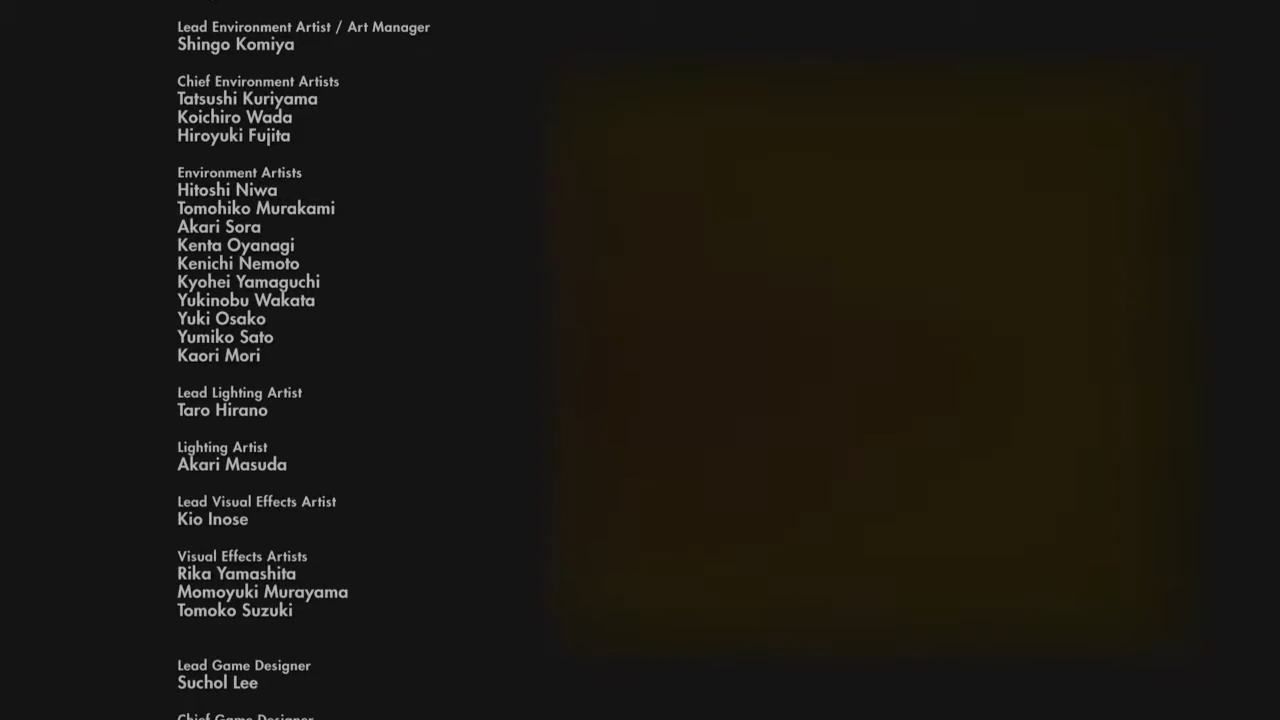 Lead Environment Artist / Art Manager
Shingo Komiya
Chief Environment Artists
Tatsushi Kuriyama
Koichiro Wada
Hiroyuki Fujita
Environment Artists
Hitoshi Niwa
Tomohiko Murakami
Akari Sora
Kenta Oyanagi
Kenichi Nemoto
Kyohei Yamaguchi
Yukinobu Wakata
Yuki Osako
Yumiko Sato
Kaori Mori
Lead Lighting Artist
Taro Hirano
Lighting Artist
Akari Masuda
Lead Visual Effects Artist
Kio Inose
Visual Effects Artists
Rika Yamashita
Momoyuki Murayama
Tomoko Suzuki
Lead Game Designer
Suchol Lee
Chief Game Designer